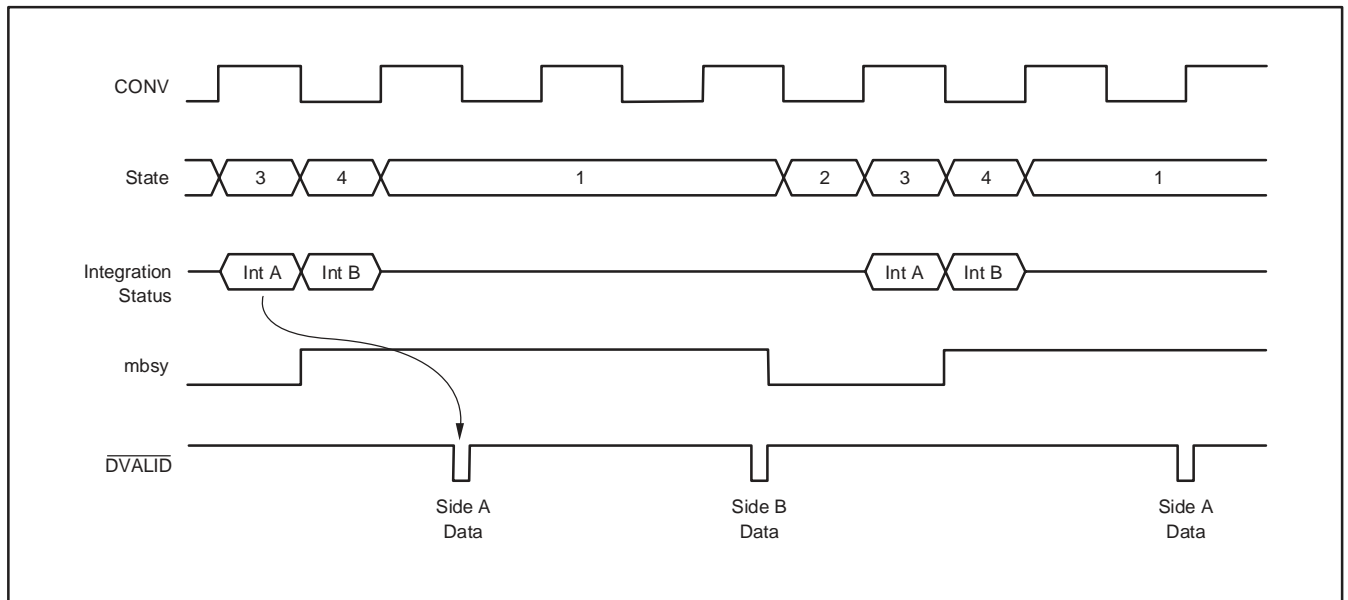 CONV
State
3
4
1
2
3
4
1
Integration
Status
Int A
Int B
Int A
Int B
mbsy
DVALID
Side A
Data
Side B
Data
Side A
Data